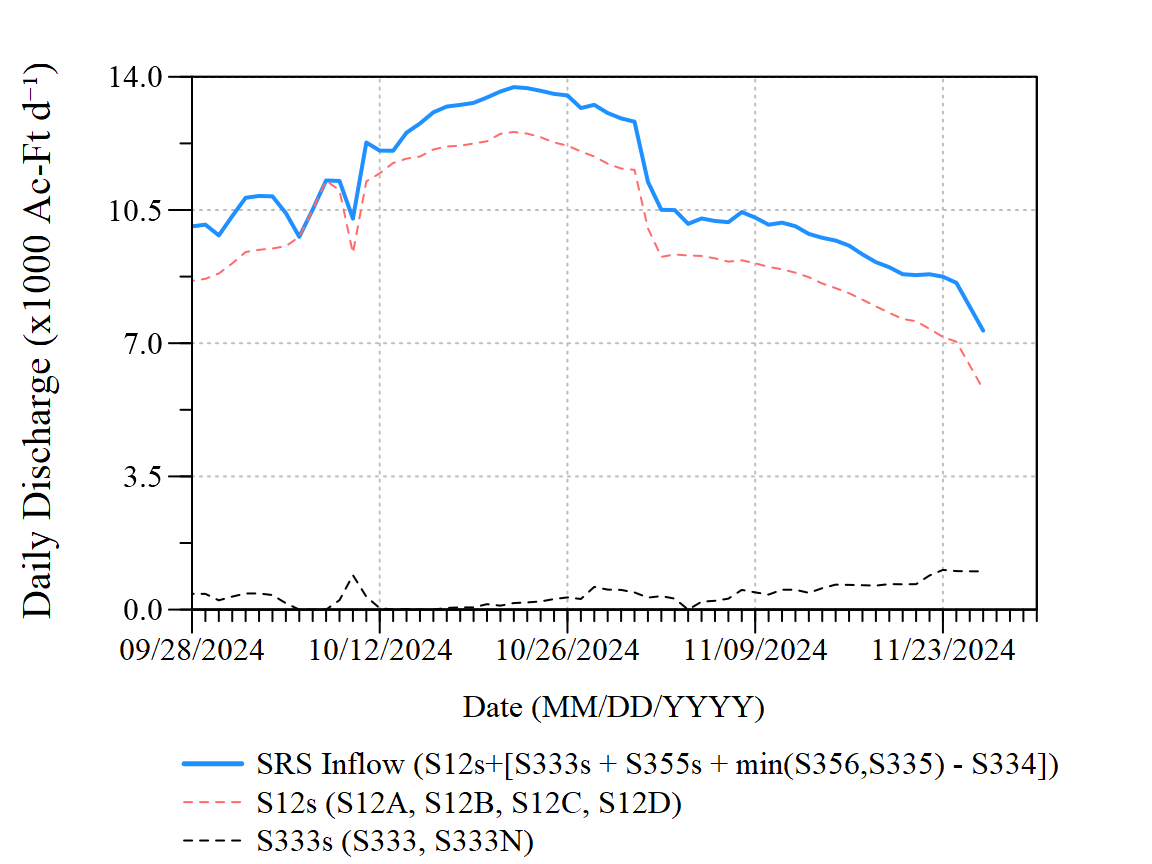 Daily Discharge (x1000 Ac-Ft d⁻¹)
14.0
10.5
7.0
3.5
0.0
09/28/2024 10/12/2024 10/26/2024 11/09/2024 11/23/2024
Date (MM/DD/YYYY)
SRS Inflow (S12s+[S333s + S355s + min(S356,S335) - S334])
S12s (S12A, S12B, S12C, S12D)
S333s (S333, S333N)